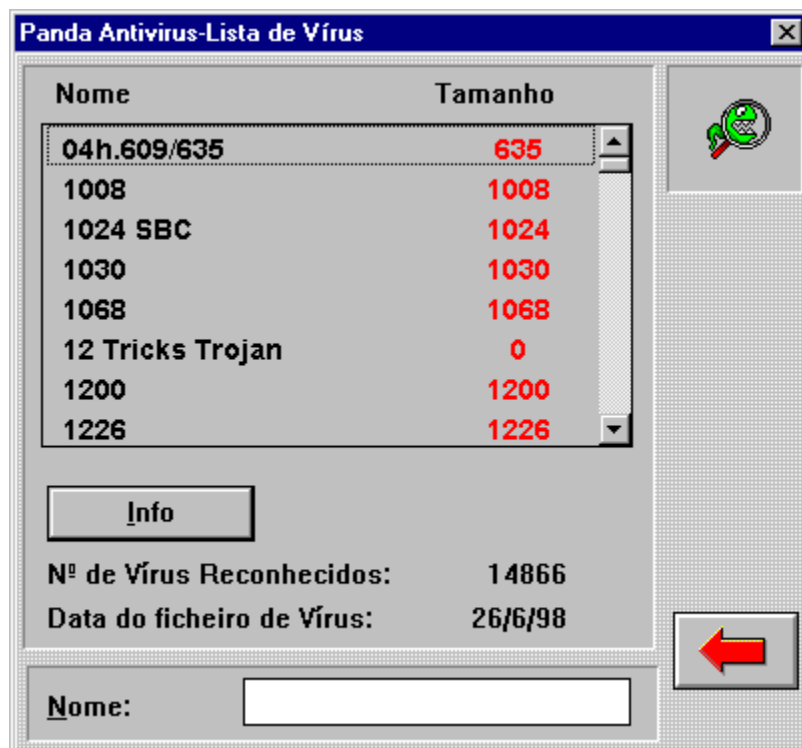 Panda Antivirus-Lista de Vírus
Nome Tamanho
04h.609/635 635
1008 1008
1024 SBC 1024
1030 1030
1068 1068
12 Tricks Trojan 0
1200 1200
1226 1226
Info
Nº de Vírus Reconhecidos: 14866
Data do ficheiro de Vírus: 26/6/98
Nome: